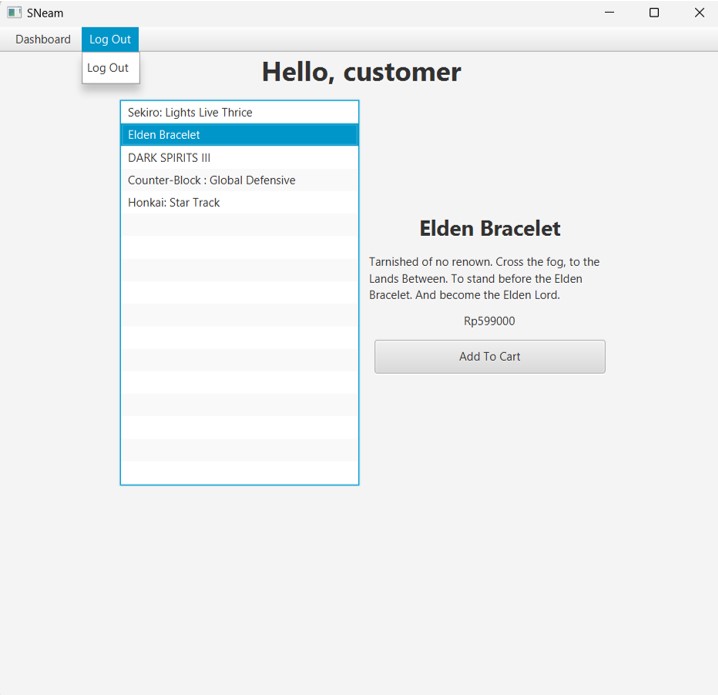 SNeam
Dashboard Log Out
Log Out
Hello, customer
Sekiro: Lights Live Thrice
Elden Bracelet
DARK SPIRITS III
Counter-Block : Global Defensive
Honkai: Star Track
Elden Bracelet
Tarnished of no renown. Cross the fog, to the
Lands Between. To stand before the Elden
Bracelet. And become the Elden Lord.
Rp599000
Add To Cart